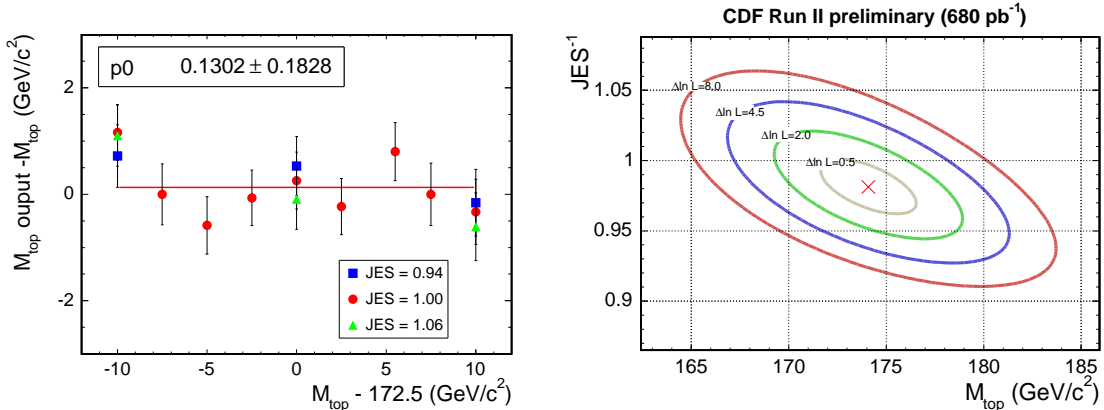 M_top ouput -M_top (GeV/c²)
p0 0.1302 ± 0.1828
2
0
-2
JES = 0.94
JES = 1.00
JES = 1.06
-10 -5 0 5 10
M_top - 172.5 (GeV/c²)
CDF Run II preliminary (680 pb⁻¹)
JES⁻¹
1.05
1
0.95
0.9
Δln L=8.0
Δln L=4.5
Δln L=2.0
Δln L=0.5
165 170 175 180 185
M_top (GeV/c²)